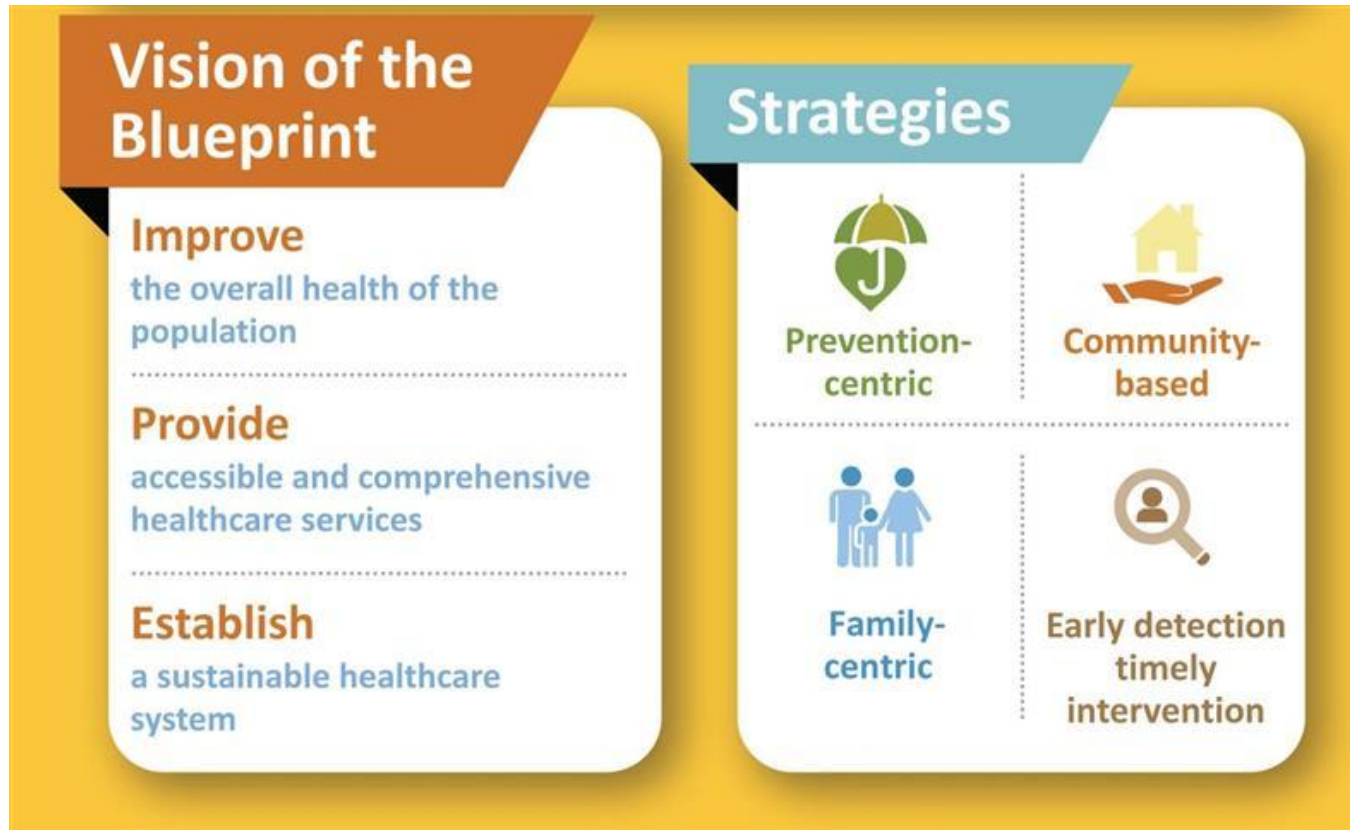 Vision of the
Blueprint
Improve
the overall health of the
population
Provide
accessible and comprehensive
healthcare services
Establish
a sustainable healthcare
system
Strategies
J
Prevention-
centric
Community-
based
Family-
centric
Early detection
timely
intervention